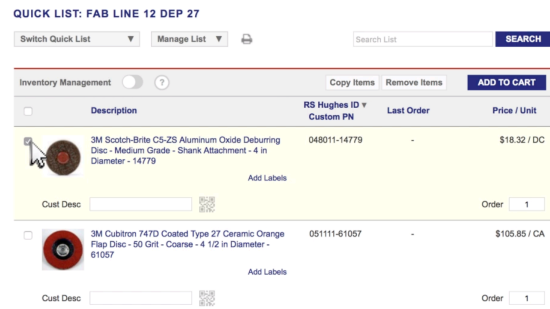 QUICK LIST: FAB LINE 12 DEP 27
Switch Quick List ▼ Manage List ▼ Search List SEARCH
Inventory Management ? Copy Items Remove Items ADD TO CART
Description RS Hughes ID ▼ Last Order Price / Unit
Custom PN
3M Scotch-Brite C5-ZS Aluminum Oxide Deburring 048011-14779 - $18.32 / DC
Disc - Medium Grade - Shank Attachment - 4 in
Diameter - 14779
Add Labels
Cust Desc Order 1
3M Cubitron 747D Coated Type 27 Ceramic Orange 051111-61057 - $105.85 / CA
Flap Disc - 50 Grit - Coarse - 4 1/2 in Diameter -
61057
Add Labels
Cust Desc Order 1